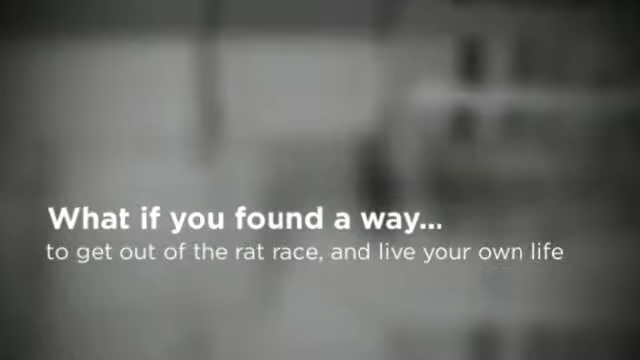 What if you found a way...
to get out of the rat race, and live your own life